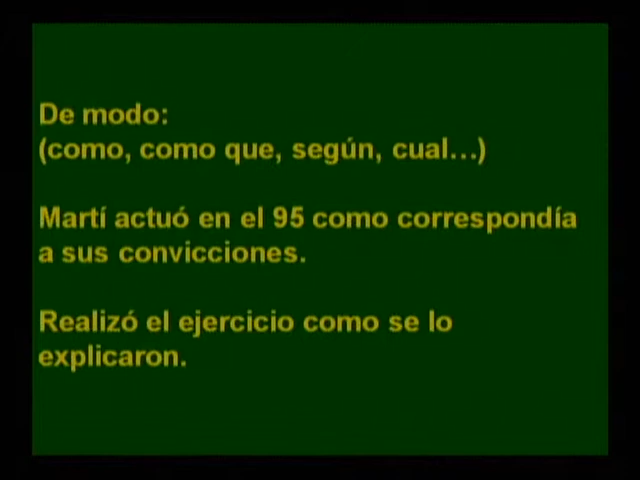 De modo:
(como, como que, según, cual...)
Martí actuó en el 95 como correspondía
a sus convicciones.
Realizó el ejercicio como se lo
explicaron.